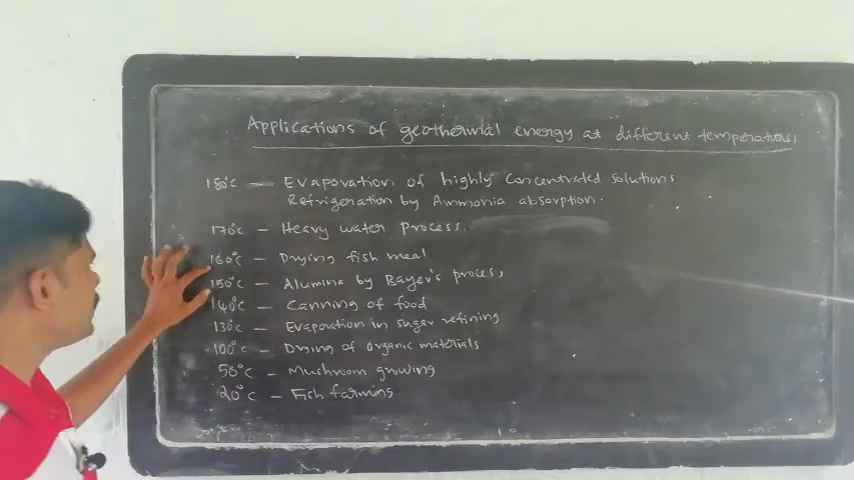 Applications of geothermal energy at different temperatures
180°C — Evaporation of highly concentrated solutions
Refrigeration by Ammonia absorption.
170°C — Heavy water process.
160°C — Drying fish meal
150°C — Alumina by Bayer's process
140°C — Canning of food
130°C — Evaporation in sugar refining
100°C — Drying of organic materials
50°C — Mushroom growing
20°C — Fish farming